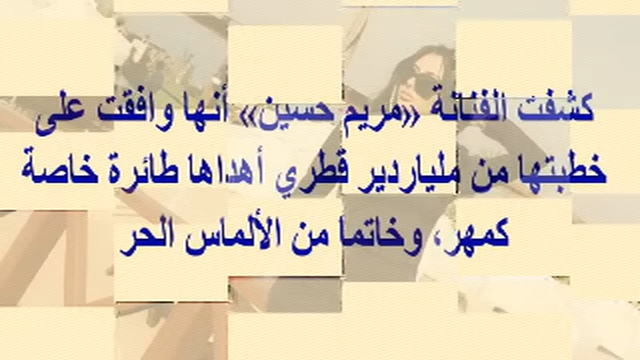 كشفت الفنانة «مريم حسين» أنها وافقت على
خطبتها من ملياردير قطري أهداها طائرة خاصة
كمهر، وخاتما من الألماس الحر